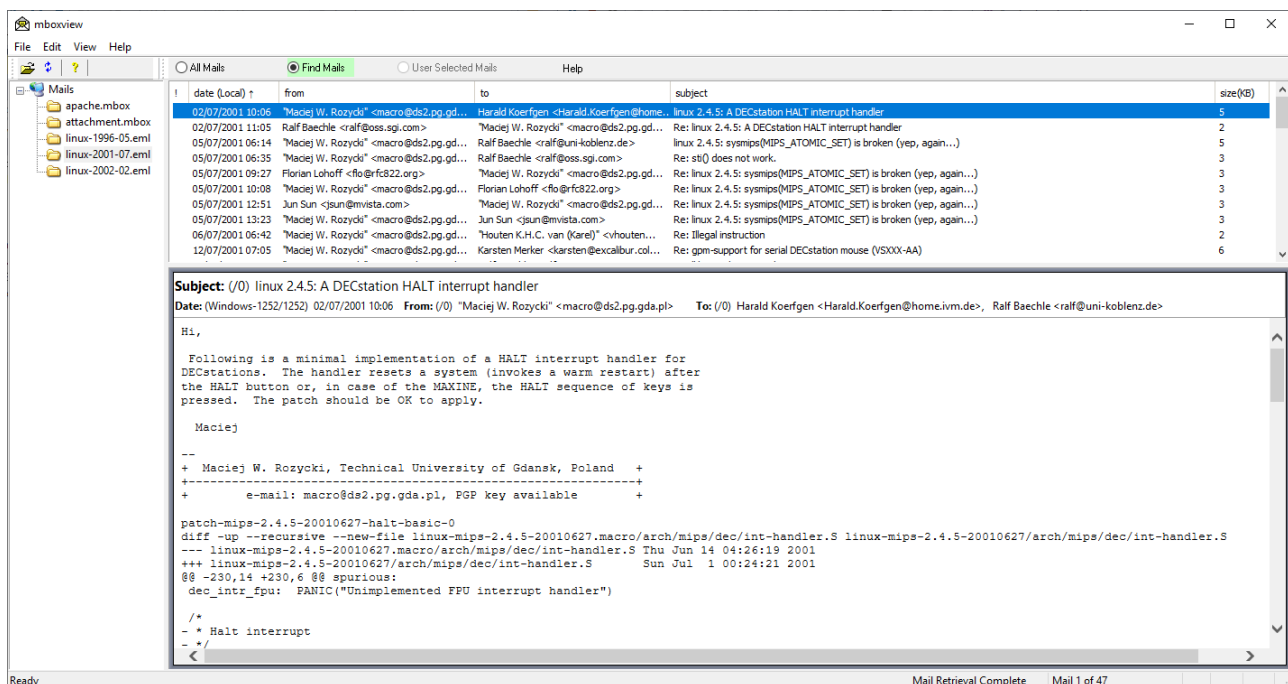 mboxview
File Edit View Help
All Mails Find Mails User Selected Mails Help
Mails
apache.mbox
attachment.mbox
linux-1996-05.eml
linux-2001-07.eml
linux-2002-02.eml
! date (Local) ↑ from to subject size(KB)
02/07/2001 10:06 "Maciej W. Rozycki" <macro@ds2.pg.gd... Harald Koerfgen <Harald.Koerfgen@home... linux 2.4.5: A DECstation HALT interrupt handler 5
02/07/2001 11:05 Ralf Baechle <ralf@oss.sgi.com> "Maciej W. Rozycki" <macro@ds2.pg.gd... Re: linux 2.4.5: A DECstation HALT interrupt handler 2
05/07/2001 06:14 "Maciej W. Rozycki" <macro@ds2.pg.gd... Ralf Baechle <ralf@uni-koblenz.de> linux 2.4.5: sysmips(MIPS_ATOMIC_SET) is broken (yep, again...) 5
05/07/2001 06:35 "Maciej W. Rozycki" <macro@ds2.pg.gd... Ralf Baechle <ralf@oss.sgi.com> Re: sti() does not work. 3
05/07/2001 09:27 Florian Lohoff <flo@rfc822.org> "Maciej W. Rozycki" <macro@ds2.pg.gd... Re: linux 2.4.5: sysmips(MIPS_ATOMIC_SET) is broken (yep, again...) 3
05/07/2001 10:08 "Maciej W. Rozycki" <macro@ds2.pg.gd... Florian Lohoff <flo@rfc822.org> Re: linux 2.4.5: sysmips(MIPS_ATOMIC_SET) is broken (yep, again...) 3
05/07/2001 12:51 Jun Sun <jsun@mvista.com> "Maciej W. Rozycki" <macro@ds2.pg.gd... Re: linux 2.4.5: sysmips(MIPS_ATOMIC_SET) is broken (yep, again...) 3
05/07/2001 13:23 "Maciej W. Rozycki" <macro@ds2.pg.gd... Jun Sun <jsun@mvista.com> Re: linux 2.4.5: sysmips(MIPS_ATOMIC_SET) is broken (yep, again...) 3
06/07/2001 06:42 "Maciej W. Rozycki" <macro@ds2.pg.gd... "Houten K.H.C. van (Karel)" <vhouten... Re: Illegal instruction 2
12/07/2001 07:05 "Maciej W. Rozycki" <macro@ds2.pg.gd... Karsten Merker <karsten@excalibur.col... Re: gpm-support for serial DECstation mouse (VSXXX-AA) 6
Subject: (/0) linux 2.4.5: A DECstation HALT interrupt handler
Date: (Windows-1252/1252) 02/07/2001 10:06 From: (/0) "Maciej W. Rozycki" <macro@ds2.pg.gda.pl> To: (/0) Harald Koerfgen <Harald.Koerfgen@home.ivm.de>, Ralf Baechle <ralf@uni-koblenz.de>
Hi,
Following is a minimal implementation of a HALT interrupt handler for
DECstations. The handler resets a system (invokes a warm restart) after
the HALT button or, in case of the MAXINE, the HALT sequence of keys is
pressed. The patch should be OK to apply.
Maciej
--
+ Maciej W. Rozycki, Technical University of Gdansk, Poland +
+--------------------------------------------------------------+
+ e-mail: macro@ds2.pg.gda.pl, PGP key available +
patch-mips-2.4.5-20010627-halt-basic-0
diff -up --recursive --new-file linux-mips-2.4.5-20010627.macro/arch/mips/dec/int-handler.S linux-mips-2.4.5-20010627/arch/mips/dec/int-handler.S
--- linux-mips-2.4.5-20010627.macro/arch/mips/dec/int-handler.S Thu Jun 14 04:26:19 2001
+++ linux-mips-2.4.5-20010627/arch/mips/dec/int-handler.S Sun Jul 1 00:24:21 2001
@@ -230,14 +230,6 @@ spurious:
dec_intr_fpu: PANIC("Unimplemented FPU interrupt handler")
/*
- * Halt interrupt
- */
Ready Mail Retrieval Complete Mail 1 of 47